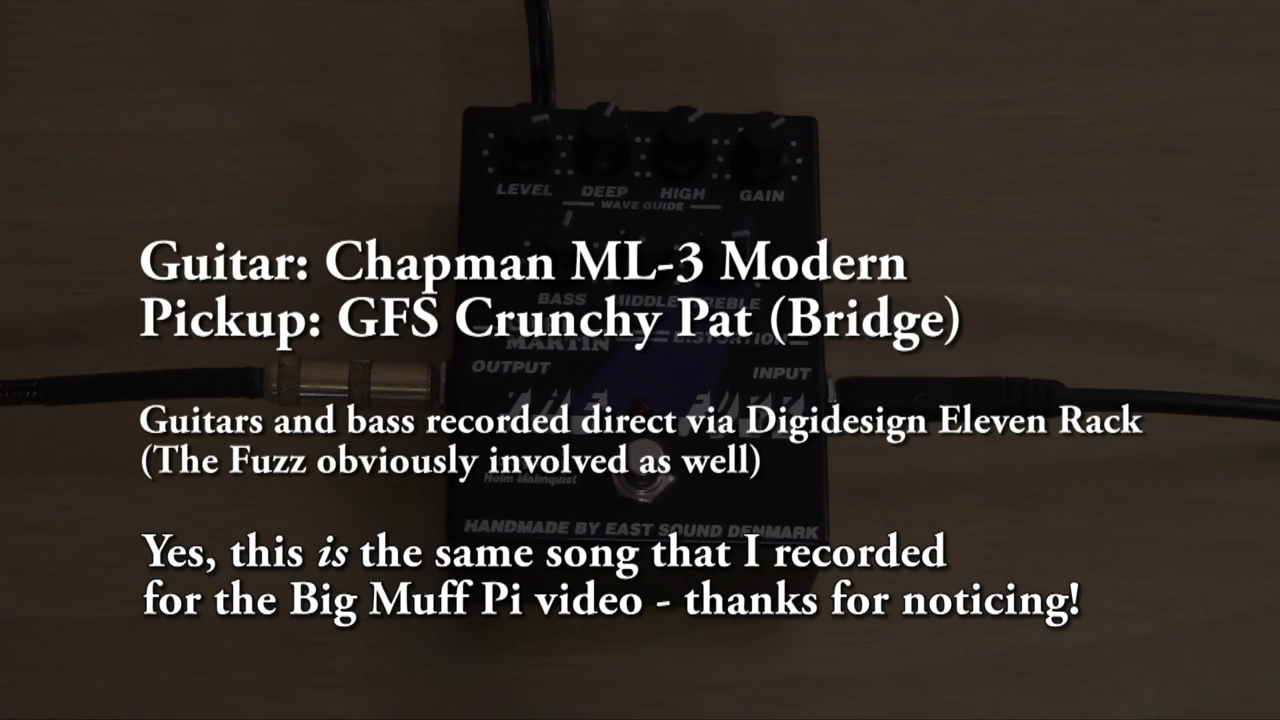 LEVEL DEEP HIGH GAIN
WAVE GUIDE
Guitar: Chapman ML-3 Modern
BASS MIDDLE TREBLE
Pickup: GFS Crunchy Pat (Bridge)
MARTIN DISTORTION
OUTPUT INPUT
THE FUZZ
Guitars and bass recorded direct via Digidesign Eleven Rack
(The Fuzz obviously involved as well)
Holm Malmquist
HANDMADE BY EAST SOUND DENMARK
Yes, this is the same song that I recorded
for the Big Muff Pi video - thanks for noticing!